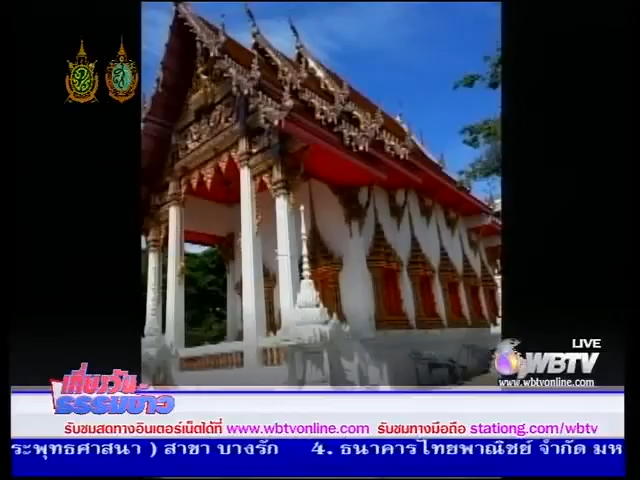 LIVE
WBTV
www.wbtvonline.com
เที่ยงวัน
ธรรมข่าว
รับชมสดทางอินเตอร์เน็ตได้ที่ www.wbtvonline.com รับชมทางมือถือ stationg.com/wbtv
ระพุทธศาสนา ) สาขา บางรัก 4. ธนาคารไทยพาณิชย์ จำกัด มห